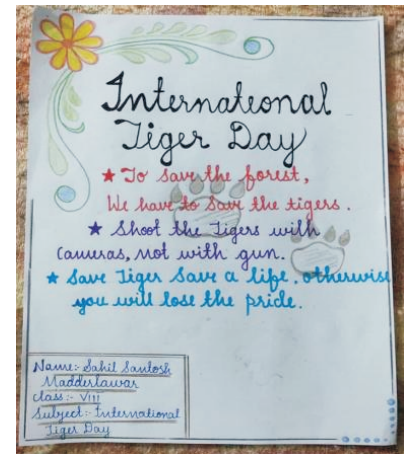 International
Tiger Day
★ To save the forest,
We have to save the tigers.
★ Shoot the Tigers with
Cameras, not with gun.
★ Save Tiger Save a life, otherwise
you will lose the pride.
Name:- Sahil Santosh
Madderlawar
Class:- VIII
Subject:- International
Tiger Day